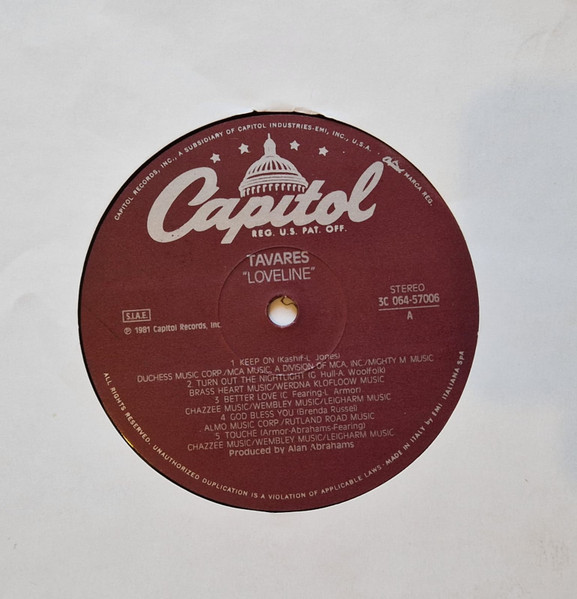 CAPITOL RECORDS, INC., A SUBSIDIARY OF CAPITOL INDUSTRIES-EMI, INC., U.S.A.
Capitol MARCA REG.
Capitol
REG. U.S. PAT. OFF.
TAVARES
"LOVELINE"
STEREO
3C 064-57006
A
S.I.A.E.
℗ 1981 Capitol Records, Inc.
1 KEEP ON (Kashif-L. Jones)
DUCHESS MUSIC CORP/MCA MUSIC, A DIVISION OF MCA, INC./MIGHTY M MUSIC
2. TURN OUT THE NIGHTLIGHT (G Hull-A. Woolfolk)
BRASS HEART MUSIC/WERDNA KLOFLOOW MUSIC
3 BETTER LOVE (C Fearing-L Armor)
CHAZZEE MUSIC/WEMBLEY MUSIC/LEIGHARM MUSIC
4 GOD BLESS YOU (Brenda Russel)
ALMO MUSIC CORP/RUTLAND ROAD MUSIC
5 TOUCHE (Armor-Abrahams-Fearing)
CHAZZEE MUSIC/WEMBLEY MUSIC/LEIGHARM MUSIC
Produced by Alan Abrahams
ALL RIGHTS RESERVED. UNAUTHORIZED DUPLICATION IS A VIOLATION OF APPLICABLE LAWS · MADE IN ITALY by EMI ITALIANA SPA